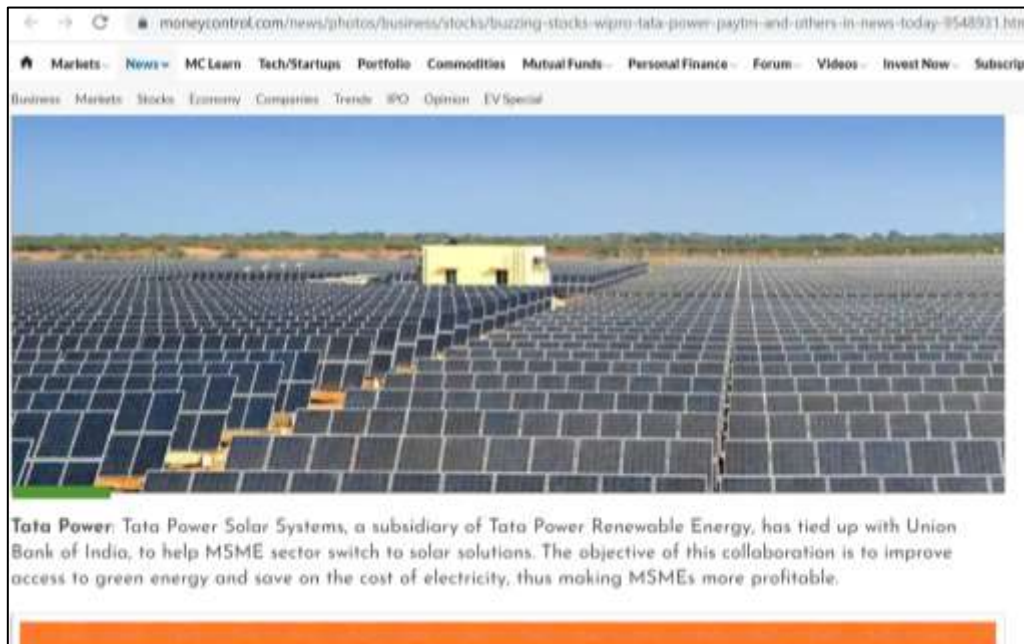 moneycontrol.com/news/photos/business/stocks/buzzing-stocks-wipro-tata-power-paytm-and-others-in-news-today-9548931.htm
Markets News MC Learn Tech/Startups Portfolio Commodities Mutual Funds Personal Finance Forum Videos Invest Now Subscrip
Business Markets Stocks Economy Companies Trends IPO Opinion EV Special
Tata Power: Tata Power Solar Systems, a subsidiary of Tata Power Renewable Energy, has tied up with Union
Bank of India, to help MSME sector switch to solar solutions. The objective of this collaboration is to improve
access to green energy and save on the cost of electricity, thus making MSMEs more profitable.